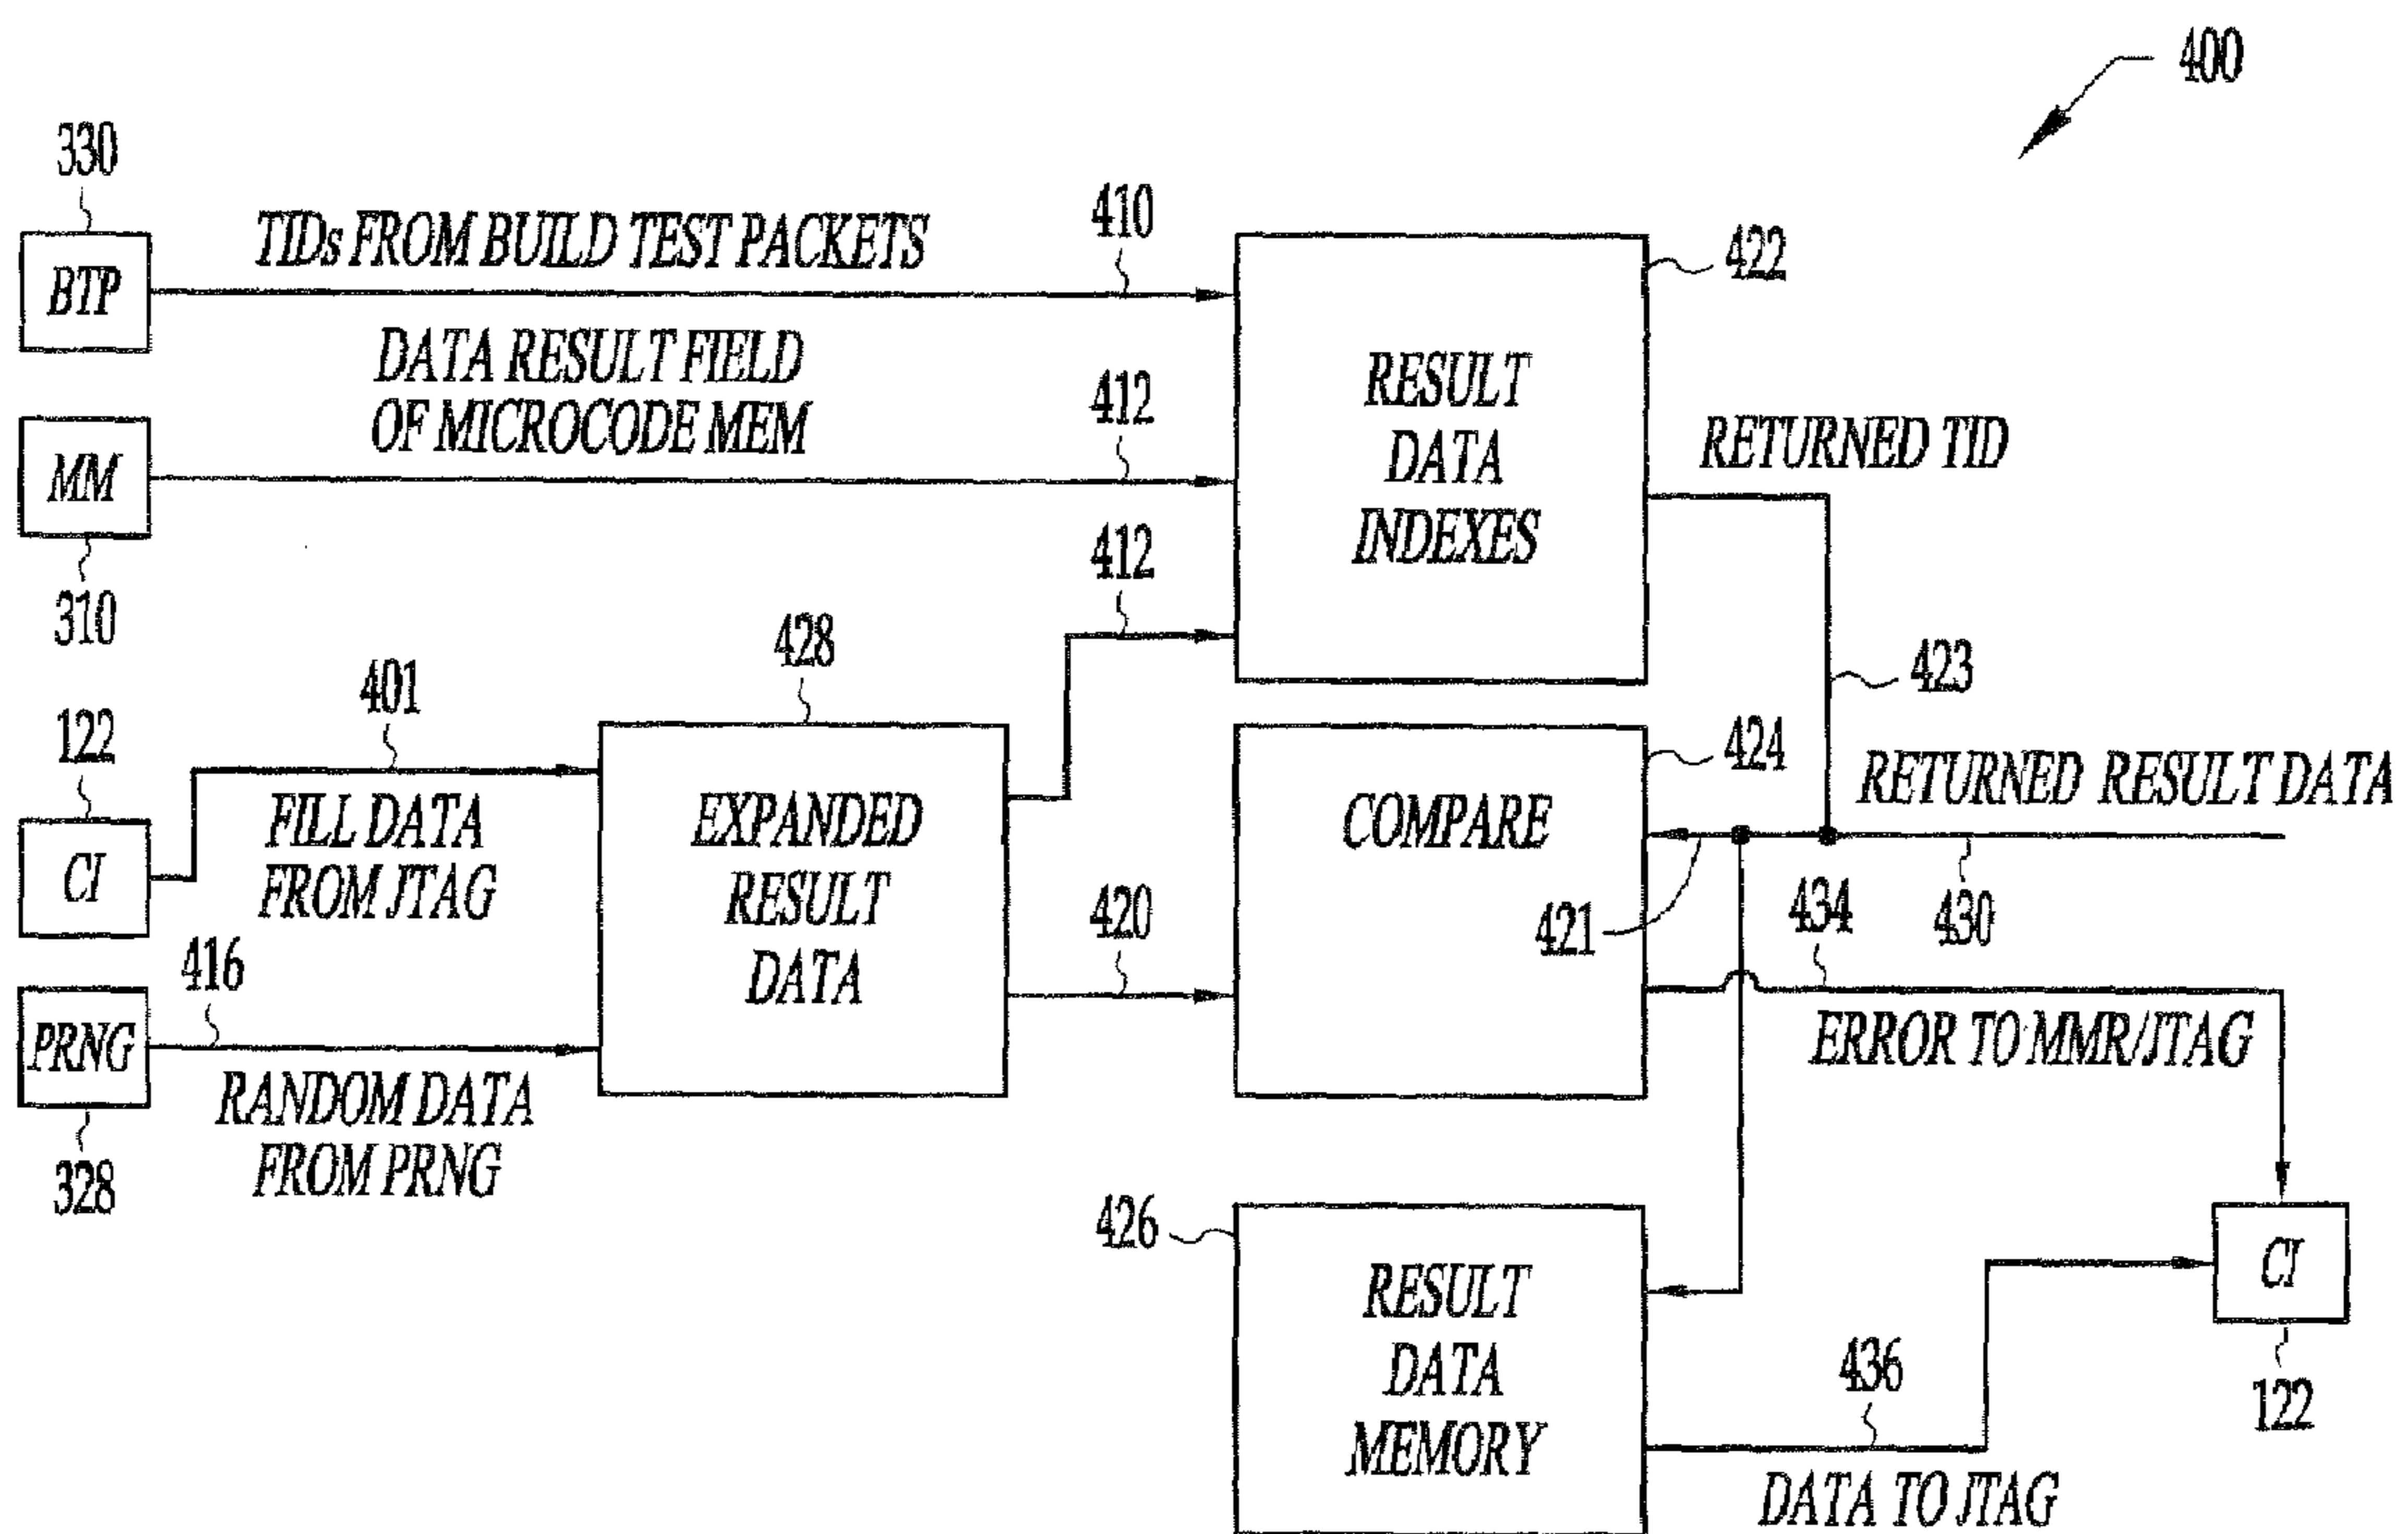 400
330
BTP
TIDs FROM BUILD TEST PACKETS
410
422
RESULT
DATA
INDEXES
DATA RESULT FIELD
OF MICROCODE MEM
412
MM
310
RETURNED TID
412
423
428
401
122
CI
FILL DATA
FROM JTAG
EXPANDED
RESULT
DATA
424
COMPARE
RETURNED RESULT DATA
421
430
434
420
416
PRNG
328
RANDOM DATA
FROM PRNG
ERROR TO MMR/JTAG
426
RESULT
DATA
MEMORY
CI
122
436
DATA TO JTAG